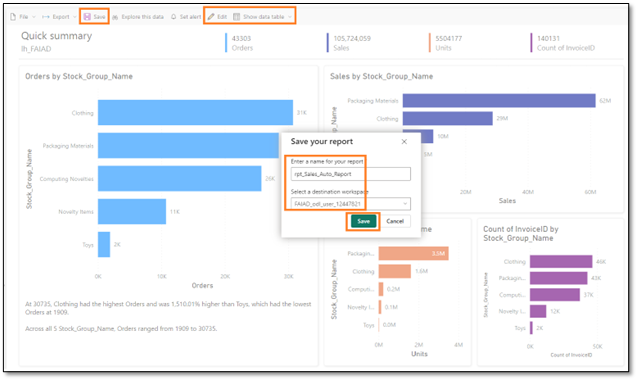 File Export Save Explore this data Set alert Edit Show data table
Quick summary
lh_FAIAD
43303
Orders
105,724,059
Sales
5504177
Units
140131
Count of InvoiceID
Orders by Stock_Group_Name
Stock_Group_Name
Clothing 31K
Packaging Materials
Computing Novelties 26K
Novelty Items 11K
Toys 2K
0K 10K 20K 30K
Orders
At 30735, Clothing had the highest Orders and was 1,510.01% higher than Toys, which had the lowest
Orders at 1909.
Across all 5 Stock_Group_Name, Orders ranged from 1909 to 30735.
Sales by Stock_Group_Name
Packaging Materials 62M
Clothing 29M
10M
5M
20M 40M 60M
Sales
Save your report
Enter a name for your report
rpt_Sales_Auto_Report
Select a destination workspace
FAIAD_odl_user_12447821
Save Cancel
me
Stock_Group_Name
Packagin... 3.3M
Clothing 1.6M
Computi... 0.2M
Novelty I... 0.1M
Toys 0.0M
0M 2M 4M
Units
Count of InvoiceID by
Stock_Group_Name
Stock_Group_Name
Clothing 46K
Packagin... 43K
Computi... 37K
Novelty I... 12K
Toys 2K
0K 50K
Count of InvoiceID